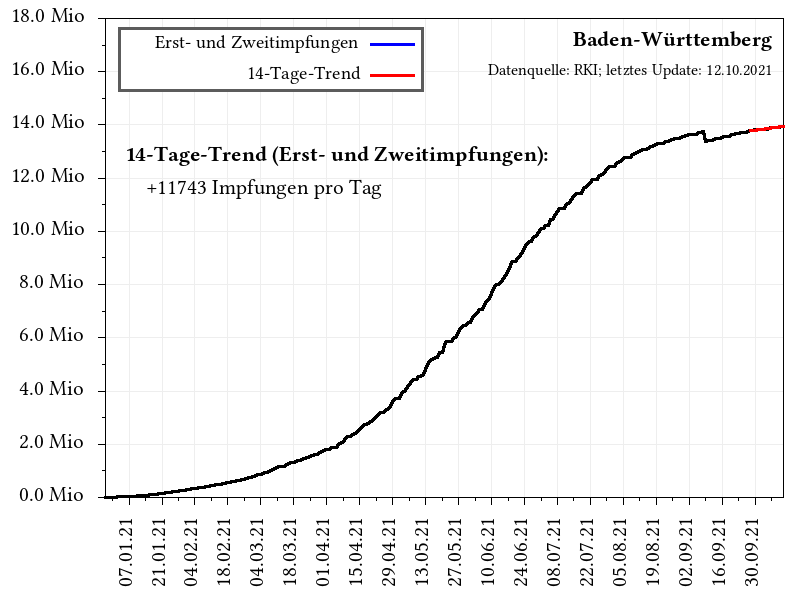 18.0 Mio
16.0 Mio
14.0 Mio
12.0 Mio
10.0 Mio
8.0 Mio
6.0 Mio
4.0 Mio
2.0 Mio
0.0 Mio
Erst- und Zweitimpfungen
14-Tage-Trend
Baden-Württemberg
Datenquelle: RKI; letztes Update: 12.10.2021
14-Tage-Trend (Erst- und Zweitimpfungen):
+11743 Impfungen pro Tag
07.01.21
21.01.21
04.02.21
18.02.21
04.03.21
18.03.21
01.04.21
15.04.21
29.04.21
13.05.21
27.05.21
10.06.21
24.06.21
08.07.21
22.07.21
05.08.21
19.08.21
02.09.21
16.09.21
30.09.21